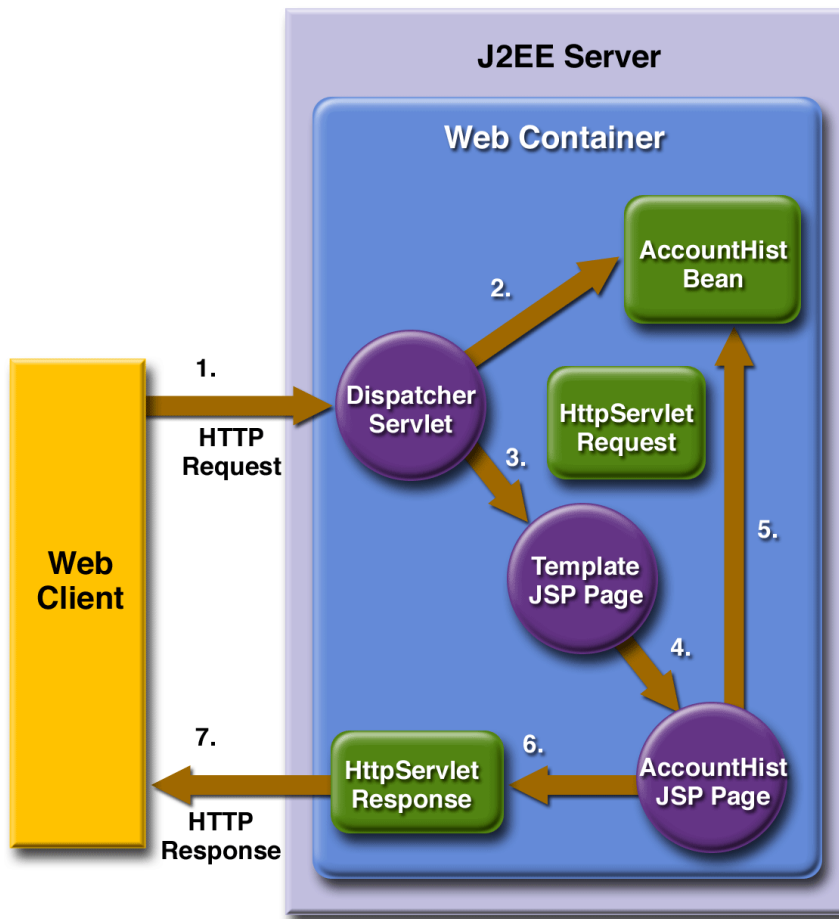 J2EE Server
Web Container
AccountHist
Bean
2.
1.
Dispatcher
Servlet
HttpServlet
Request
HTTP
Request
3.
5.
Web
Client
Template
JSP Page
4.
7.
6.
HttpServlet
Response
AccountHist
JSP Page
HTTP
Response